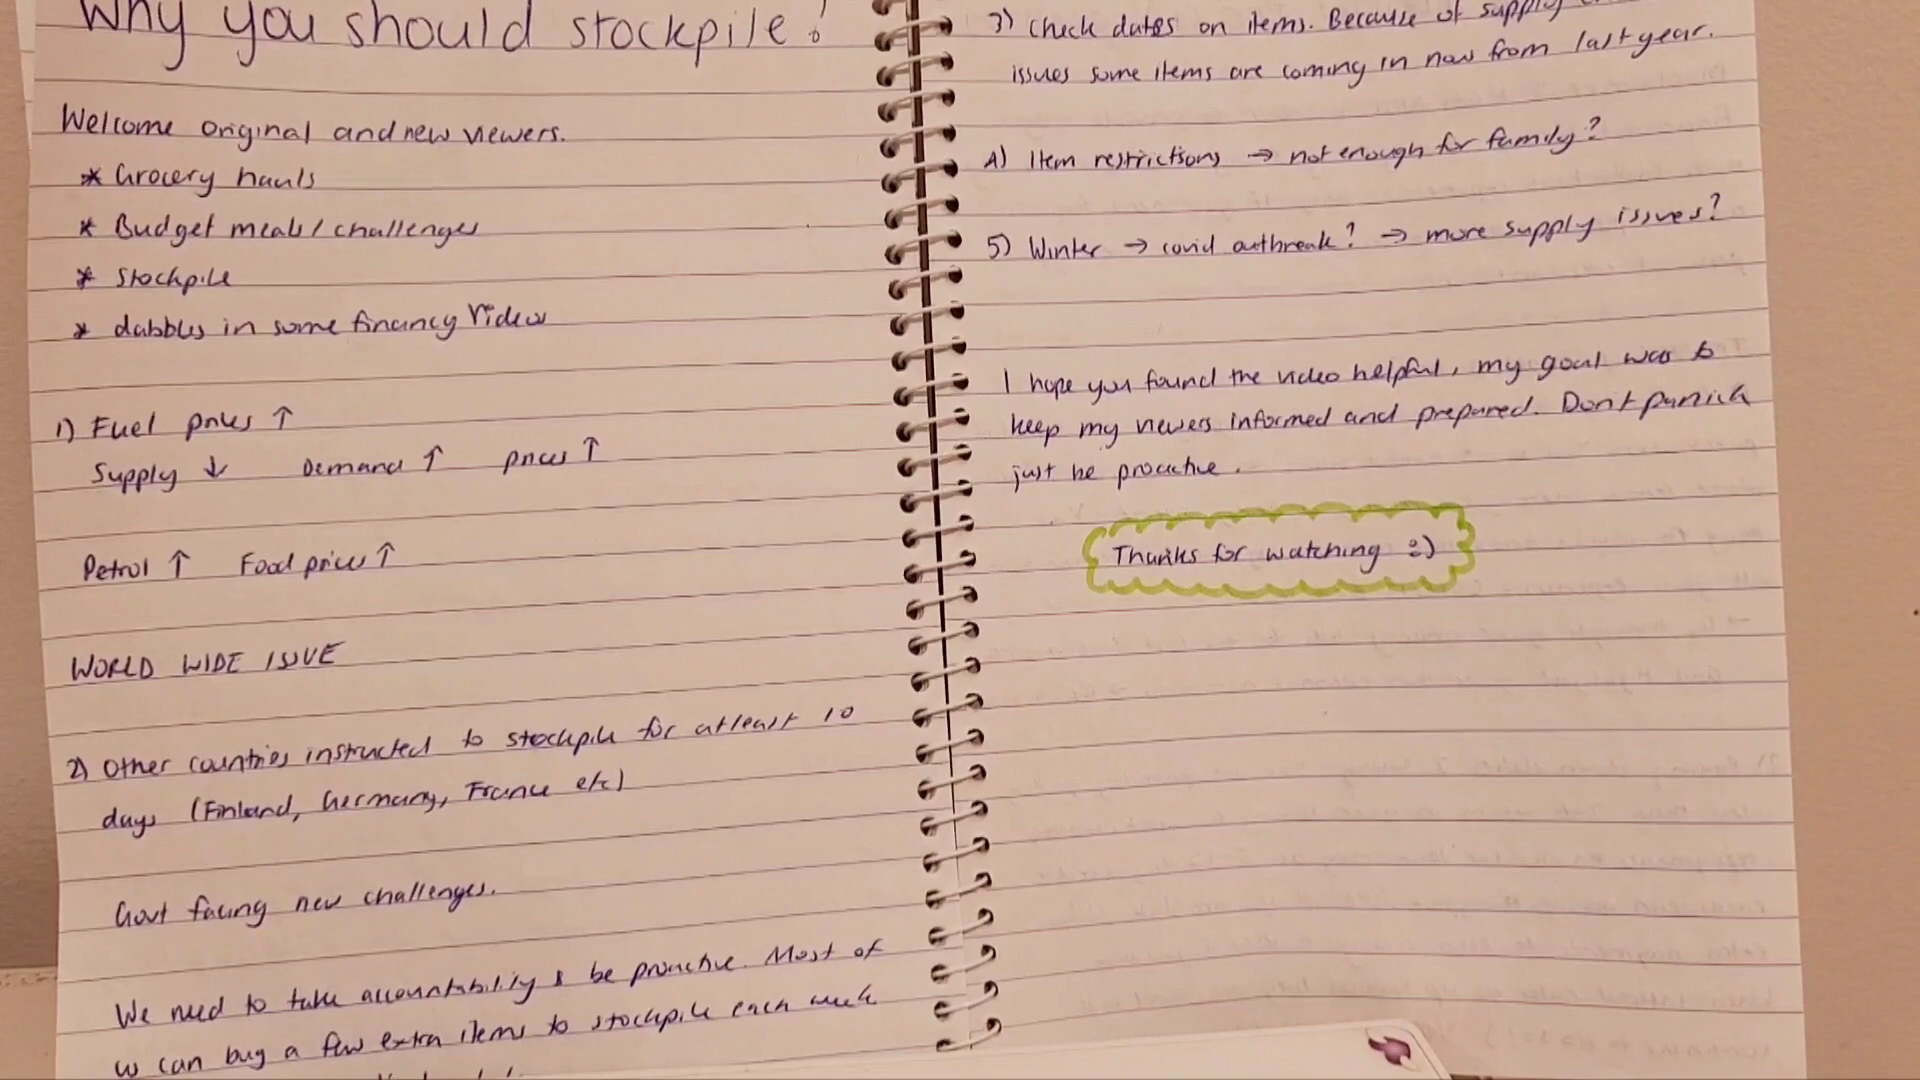 Why you should stockpile!
Welcome original and new viewers.
* Grocery hauls
* Budget meals / challenges
* Stockpile
* dabbles in some financy videos
1) Fuel prices ↑
Supply ↓ Demand ↑ prices ↑
Petrol ↑ Food prices ↑
WORLD WIDE ISSUE
2) Other countries instructed to stockpile for atleast 10
days (Finland, Germany, France etc)
Govt facing new challenges.
We need to take accountability & be proactive. Most of
us can buy a few extra items to stockpile each week
3) Check dates on items. Because of supply
issues some items are coming in now from last year.
4) Item restrictions → not enough for family?
5) Winter → covid outbreak? → more supply issues?
I hope you found the video helpful, my goal was to
keep my viewers informed and prepared. Dont panick
just be proactive.
Thanks for watching :)